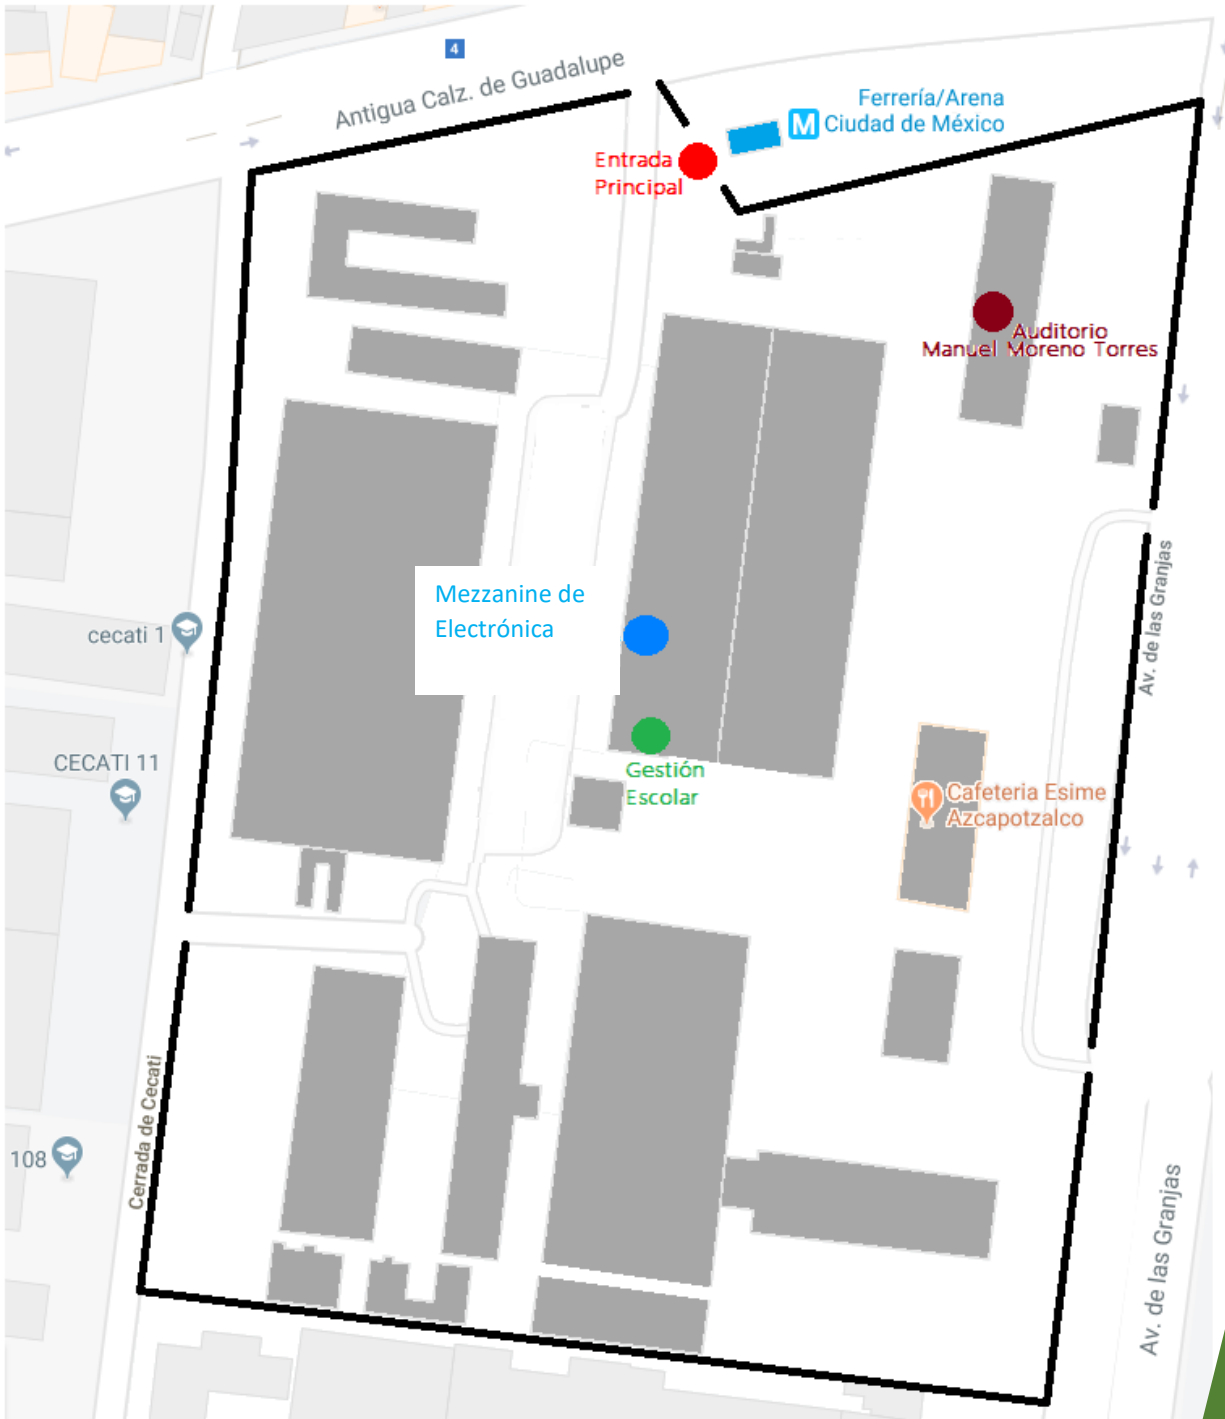 4
Antigua Calz. de Guadalupe
Ferrería/Arena
M Ciudad de México
Entrada
Principal
Auditorio
Manuel Moreno Torres
Av. de las Granjas
Mezzanine de
Electrónica
cecati 1
CECATI 11
Gestión
Escolar
Cafeteria Esime
Azcapotzalco
Cerrada de Cecati
108
Av. de las Granjas